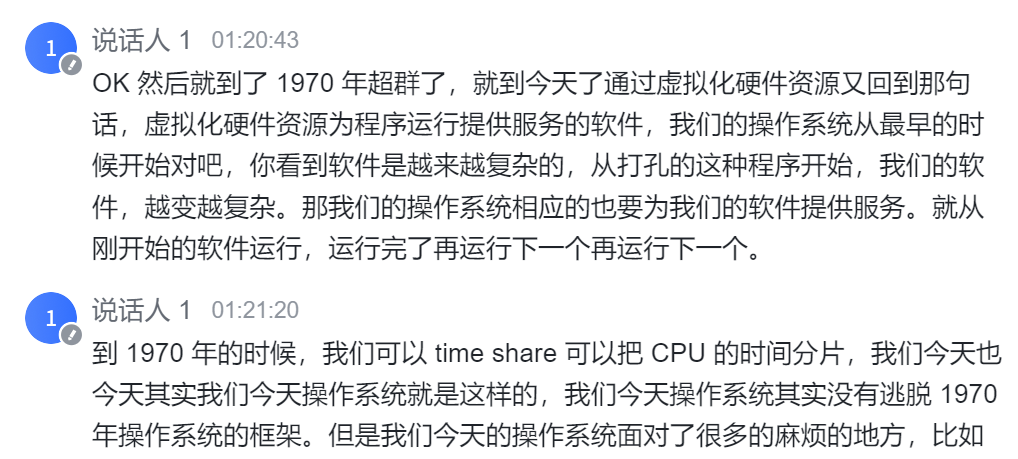 1
说话人 1 01:20:43
OK 然后就到了 1970 年超群了，就到今天了通过虚拟化硬件资源又回到那句
话，虚拟化硬件资源为程序运行提供服务的软件，我们的操作系统从最早的时
候开始对吧，你看到软件是越来越复杂的，从打孔的这种程序开始，我们的软
件，越变越复杂。那我们的操作系统相应的也要为我们的软件提供服务。就从
刚开始的软件运行，运行完了再运行下一个再运行下一个。
1
说话人 1 01:21:20
到 1970 年的时候，我们可以 time share 可以把 CPU 的时间分片，我们今天也
今天其实我们今天操作系统就是这样的，我们今天操作系统其实没有逃脱 1970
年操作系统的框架。但是我们今天的操作系统面对了很多的麻烦的地方，比如